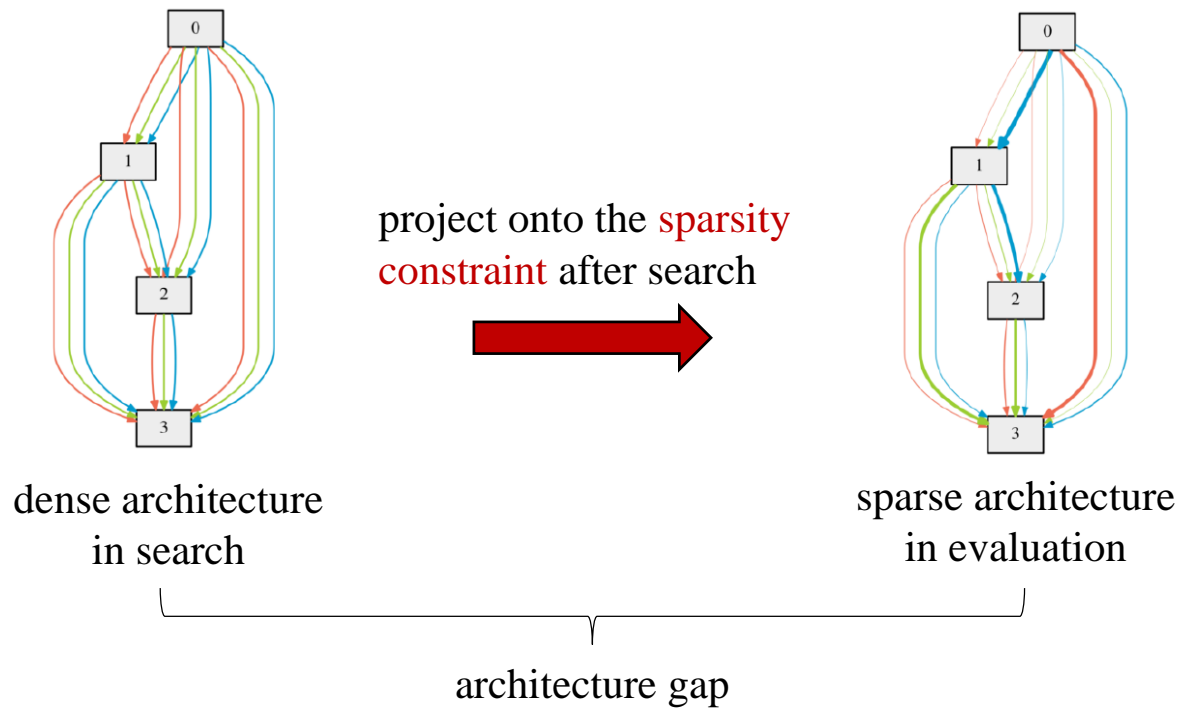 0
1
2
3
dense architecture
in search
project onto the sparsity
constraint after search
0
1
2
3
sparse architecture
in evaluation
architecture gap